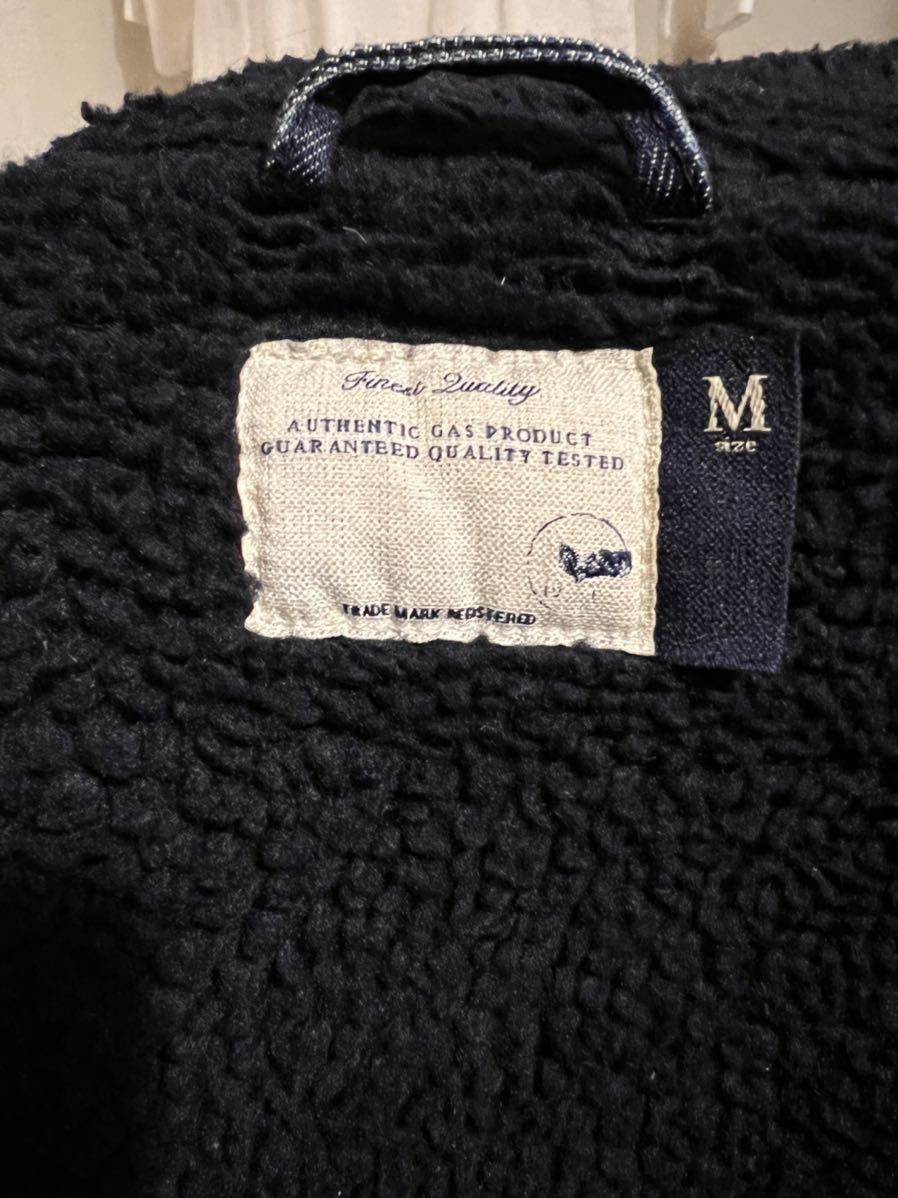 Finest Quality
AUTHENTIC GAS PRODUCT
GUARANTEED QUALITY TESTED
TRADE MARK REGISTERED
M
size